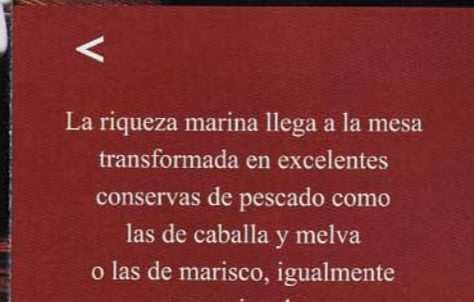 <
La riqueza marina llega a la mesa
transformada en excelentes
conservas de pescado como
las de caballa y melva
o las de marisco, igualmente